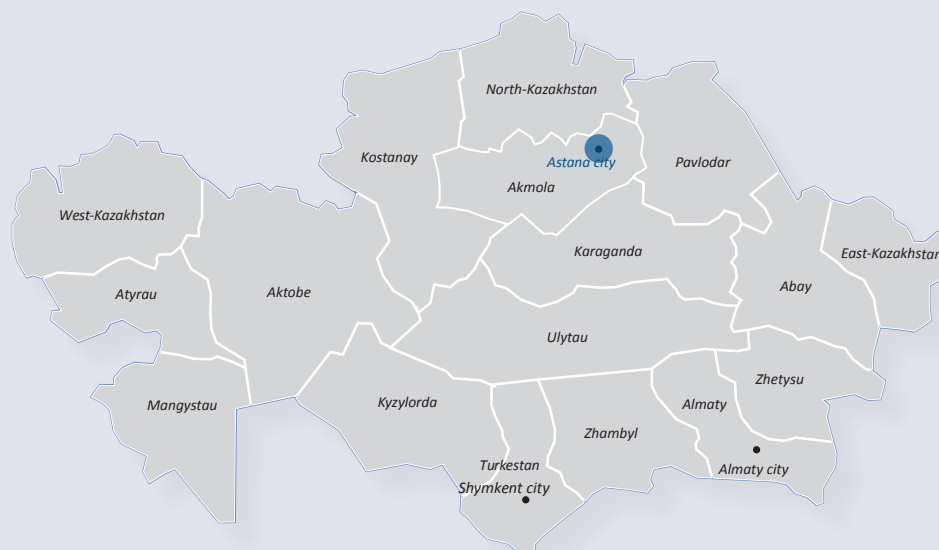 North-Kazakhstan
Kostanay
Astana city
Pavlodar
Akmola
West-Kazakhstan
Karaganda
East-Kazakhstan
Abay
Atyrau
Aktobe
Ulytau
Zhetysu
Mangystau
Kyzylorda
Almaty
Zhambyl
Turkestan
Almaty city
Shymkent city